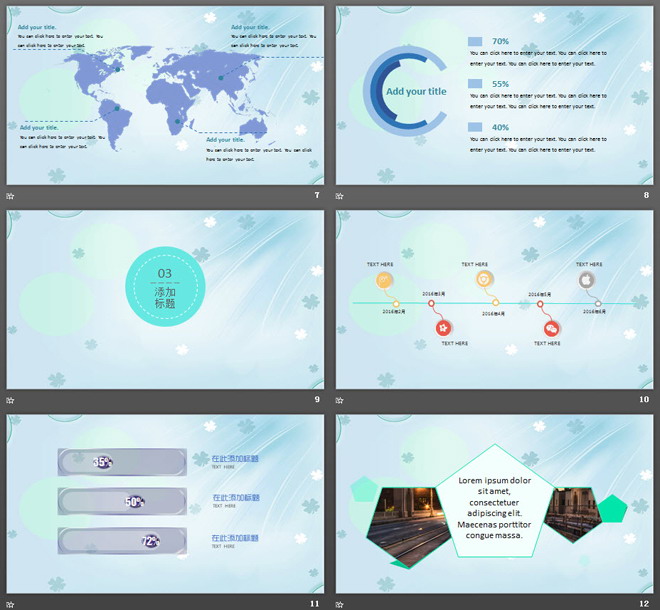 Add your title.
You can click here to enter your text. You
can click here to enter your text.
Add your title.
You can click here to enter your text. You
can click here to enter your text.
Add your title.
You can click here to enter your text. You
can click here to enter your text.
Add your title.
You can click here to enter your text. You can click
here to enter your text.
7
Add your title
70%
You can click here to enter your text. You can click here to
enter your text. You can click here to enter your text.
55%
You can click here to enter your text. You can click here to
enter your text. You can click here to enter your text.
40%
You can click here to enter your text. You can click here to
enter your text. You can click here to enter your text.
8
03
添加
标题
9
TEXT HERE
TEXT HERE
TEXT HERE
2016年3月
2016年5月
2016年2月
2016年4月
2016年6月
TEXT HERE
TEXT HERE
10
35%
在此添加标题
TEXT HERE
50%
在此添加标题
TEXT HERE
72%
在此添加标题
TEXT HERE
11
Lorem ipsum dolor
sit amet,
consectetuer
adipiscing elit.
Maecenas porttitor
congue massa.
12